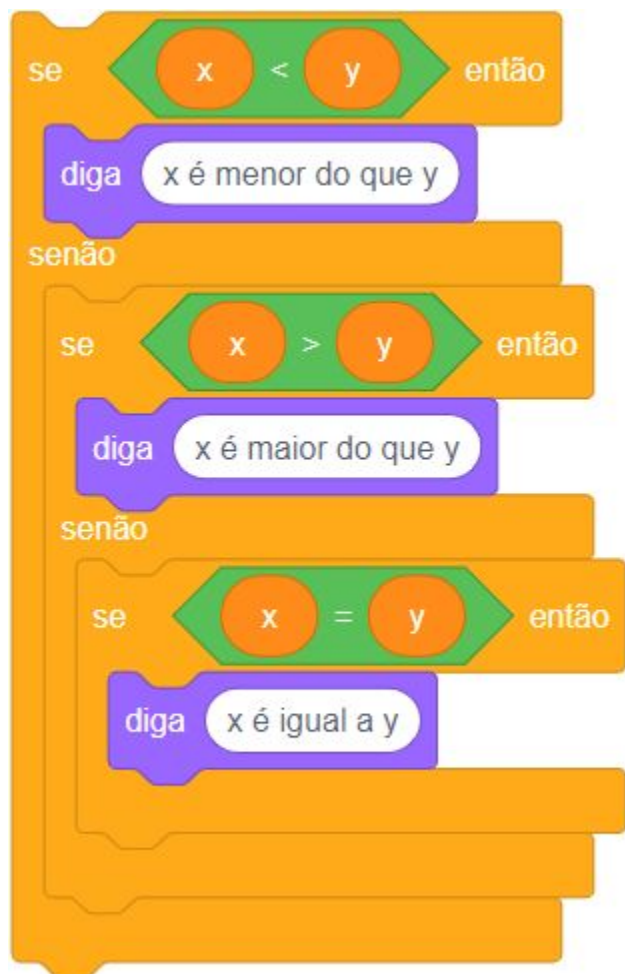 se x < y então
diga x é menor do que y
senão
se x > y então
diga x é maior do que y
senão
se x = y então
diga x é igual a y